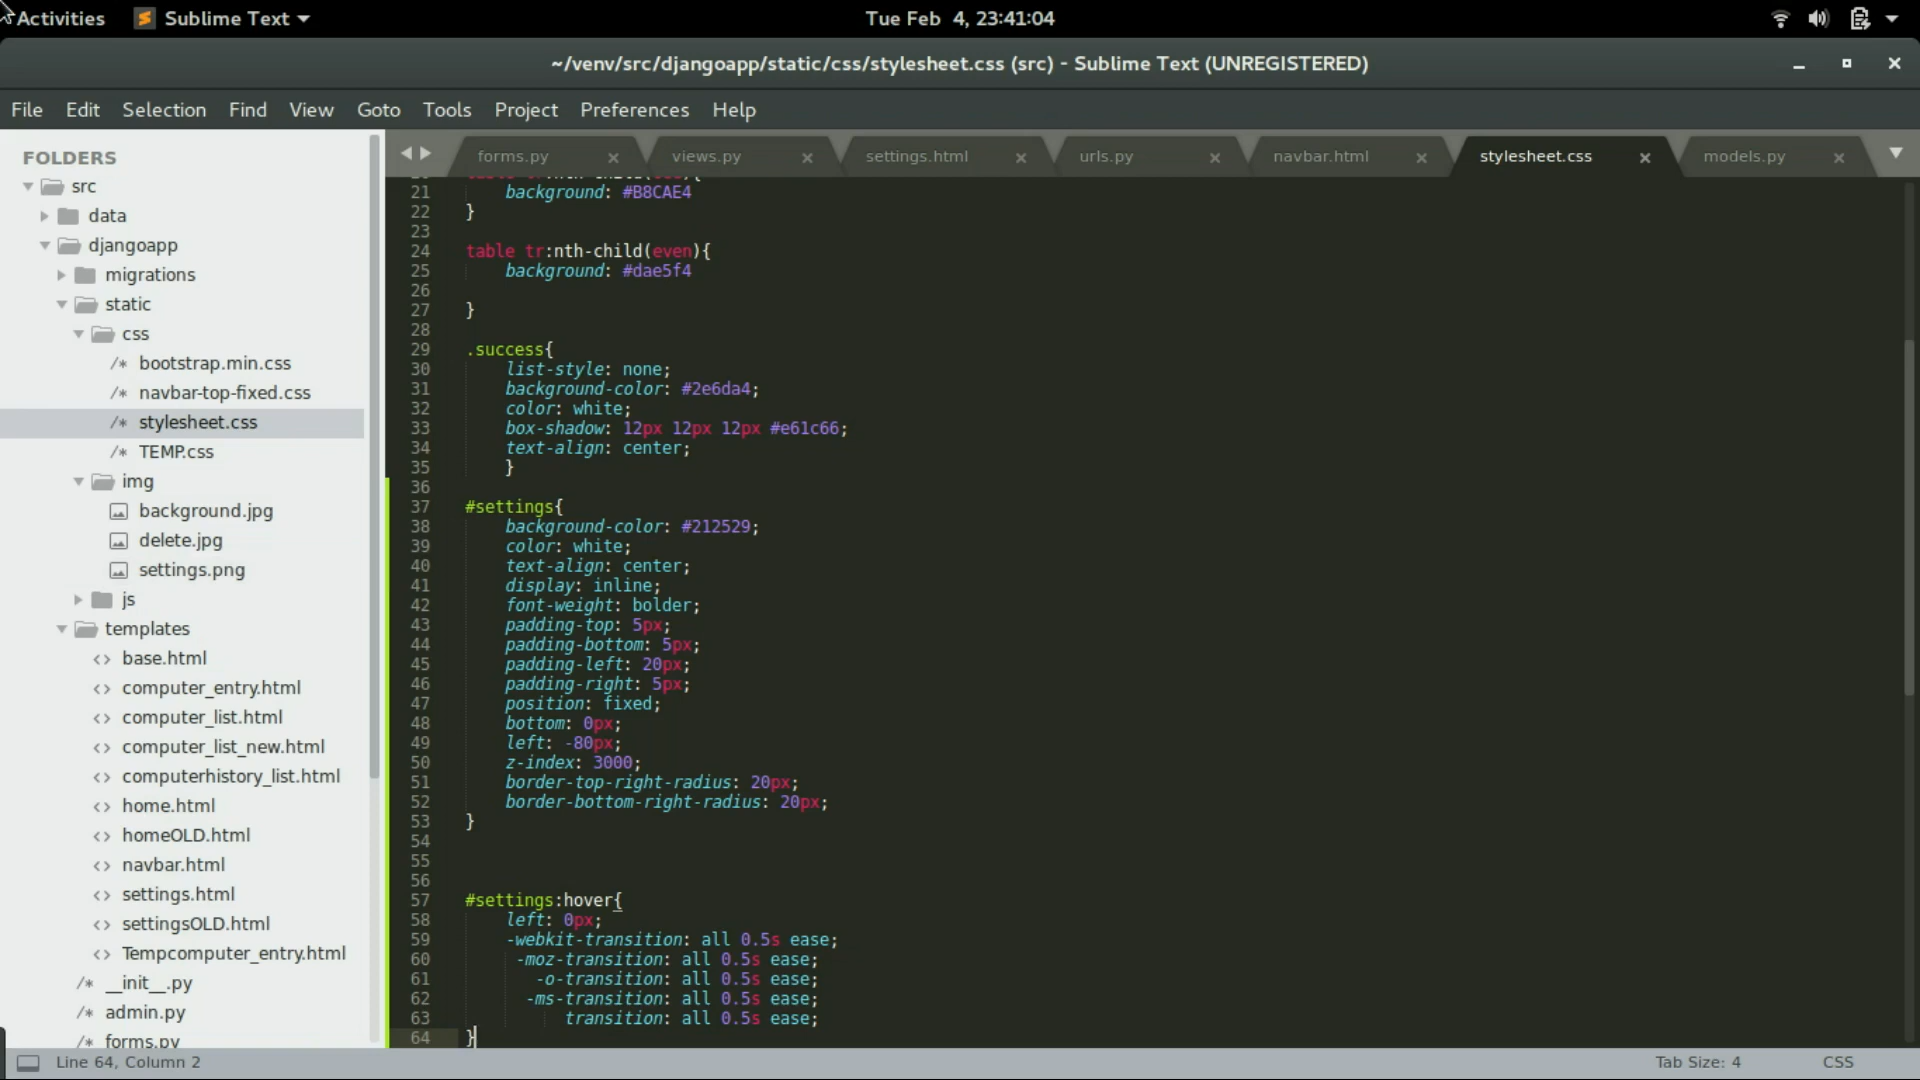 Activities
Sublime Text
Tue Feb 4, 23:41:04
~/venv/src/djangoapp/static/css/stylesheet.css (src) - Sublime Text (UNREGISTERED)
File Edit Selection Find View Goto Tools Project Preferences Help
FOLDERS
src
data
djangoapp
migrations
static
css
/* bootstrap.min.css
/* navbar-top-fixed.css
/* stylesheet.css
/* TEMP.css
img
background.jpg
delete.jpg
settings.png
js
templates
<> base.html
<> computer_entry.html
<> computer_list.html
<> computer_list_new.html
<> computerhistory_list.html
<> home.html
<> homeOLD.html
<> navbar.html
<> settings.html
<> settingsOLD.html
<> Tempcomputer_entry.html
/* __init__.py
/* admin.py
forms.py
forms.py × views.py × settings.html × urls.py × navbar.html × stylesheet.css × models.py ×
21 background: #B8CAE4
22 }
23
24 table tr:nth-child(even){
25 background: #dae5f4
26
27 }
28
29 .success{
30 list-style: none;
31 background-color: #2e6da4;
32 color: white;
33 box-shadow: 12px 12px 12px #e61c66;
34 text-align: center;
35 }
36
37 #settings{
38 background-color: #212529;
39 color: white;
40 text-align: center;
41 display: inline;
42 font-weight: bolder;
43 padding-top: 5px;
44 padding-bottom: 5px;
45 padding-left: 20px;
46 padding-right: 5px;
47 position: fixed;
48 bottom: 0px;
49 left: -80px;
50 z-index: 3000;
51 border-top-right-radius: 20px;
52 border-bottom-right-radius: 20px;
53 }
54
55
56
57 #settings:hover{
58 left: 0px;
59 -webkit-transition: all 0.5s ease;
60 -moz-transition: all 0.5s ease;
61 -o-transition: all 0.5s ease;
62 -ms-transition: all 0.5s ease;
63 transition: all 0.5s ease;
64 }
Line 64, Column 2
Tab Size: 4
CSS